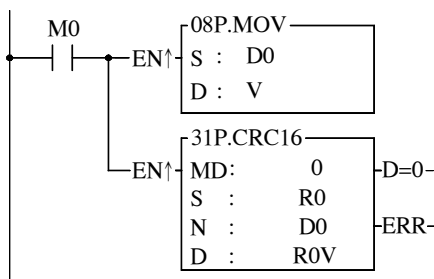 M0
08P.MOV
EN↑ S : D0
D : V
31P.CRC16
EN↑ MD: 0 D=0
S : R0
N : D0 ERR
D : R0V